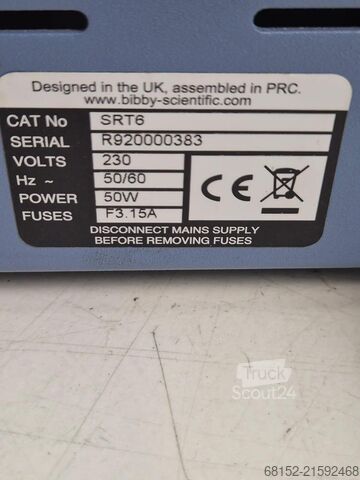 Designed in the UK, assembled in PRC.
www.bibby-scientific.com
CAT No SRT6
SERIAL R920000383
VOLTS 230
Hz ~ 50/60
POWER 50W
FUSES F3.15A
CE
DISCONNECT MAINS SUPPLY
BEFORE REMOVING FUSES
Truck
Scout24
68152-21592468